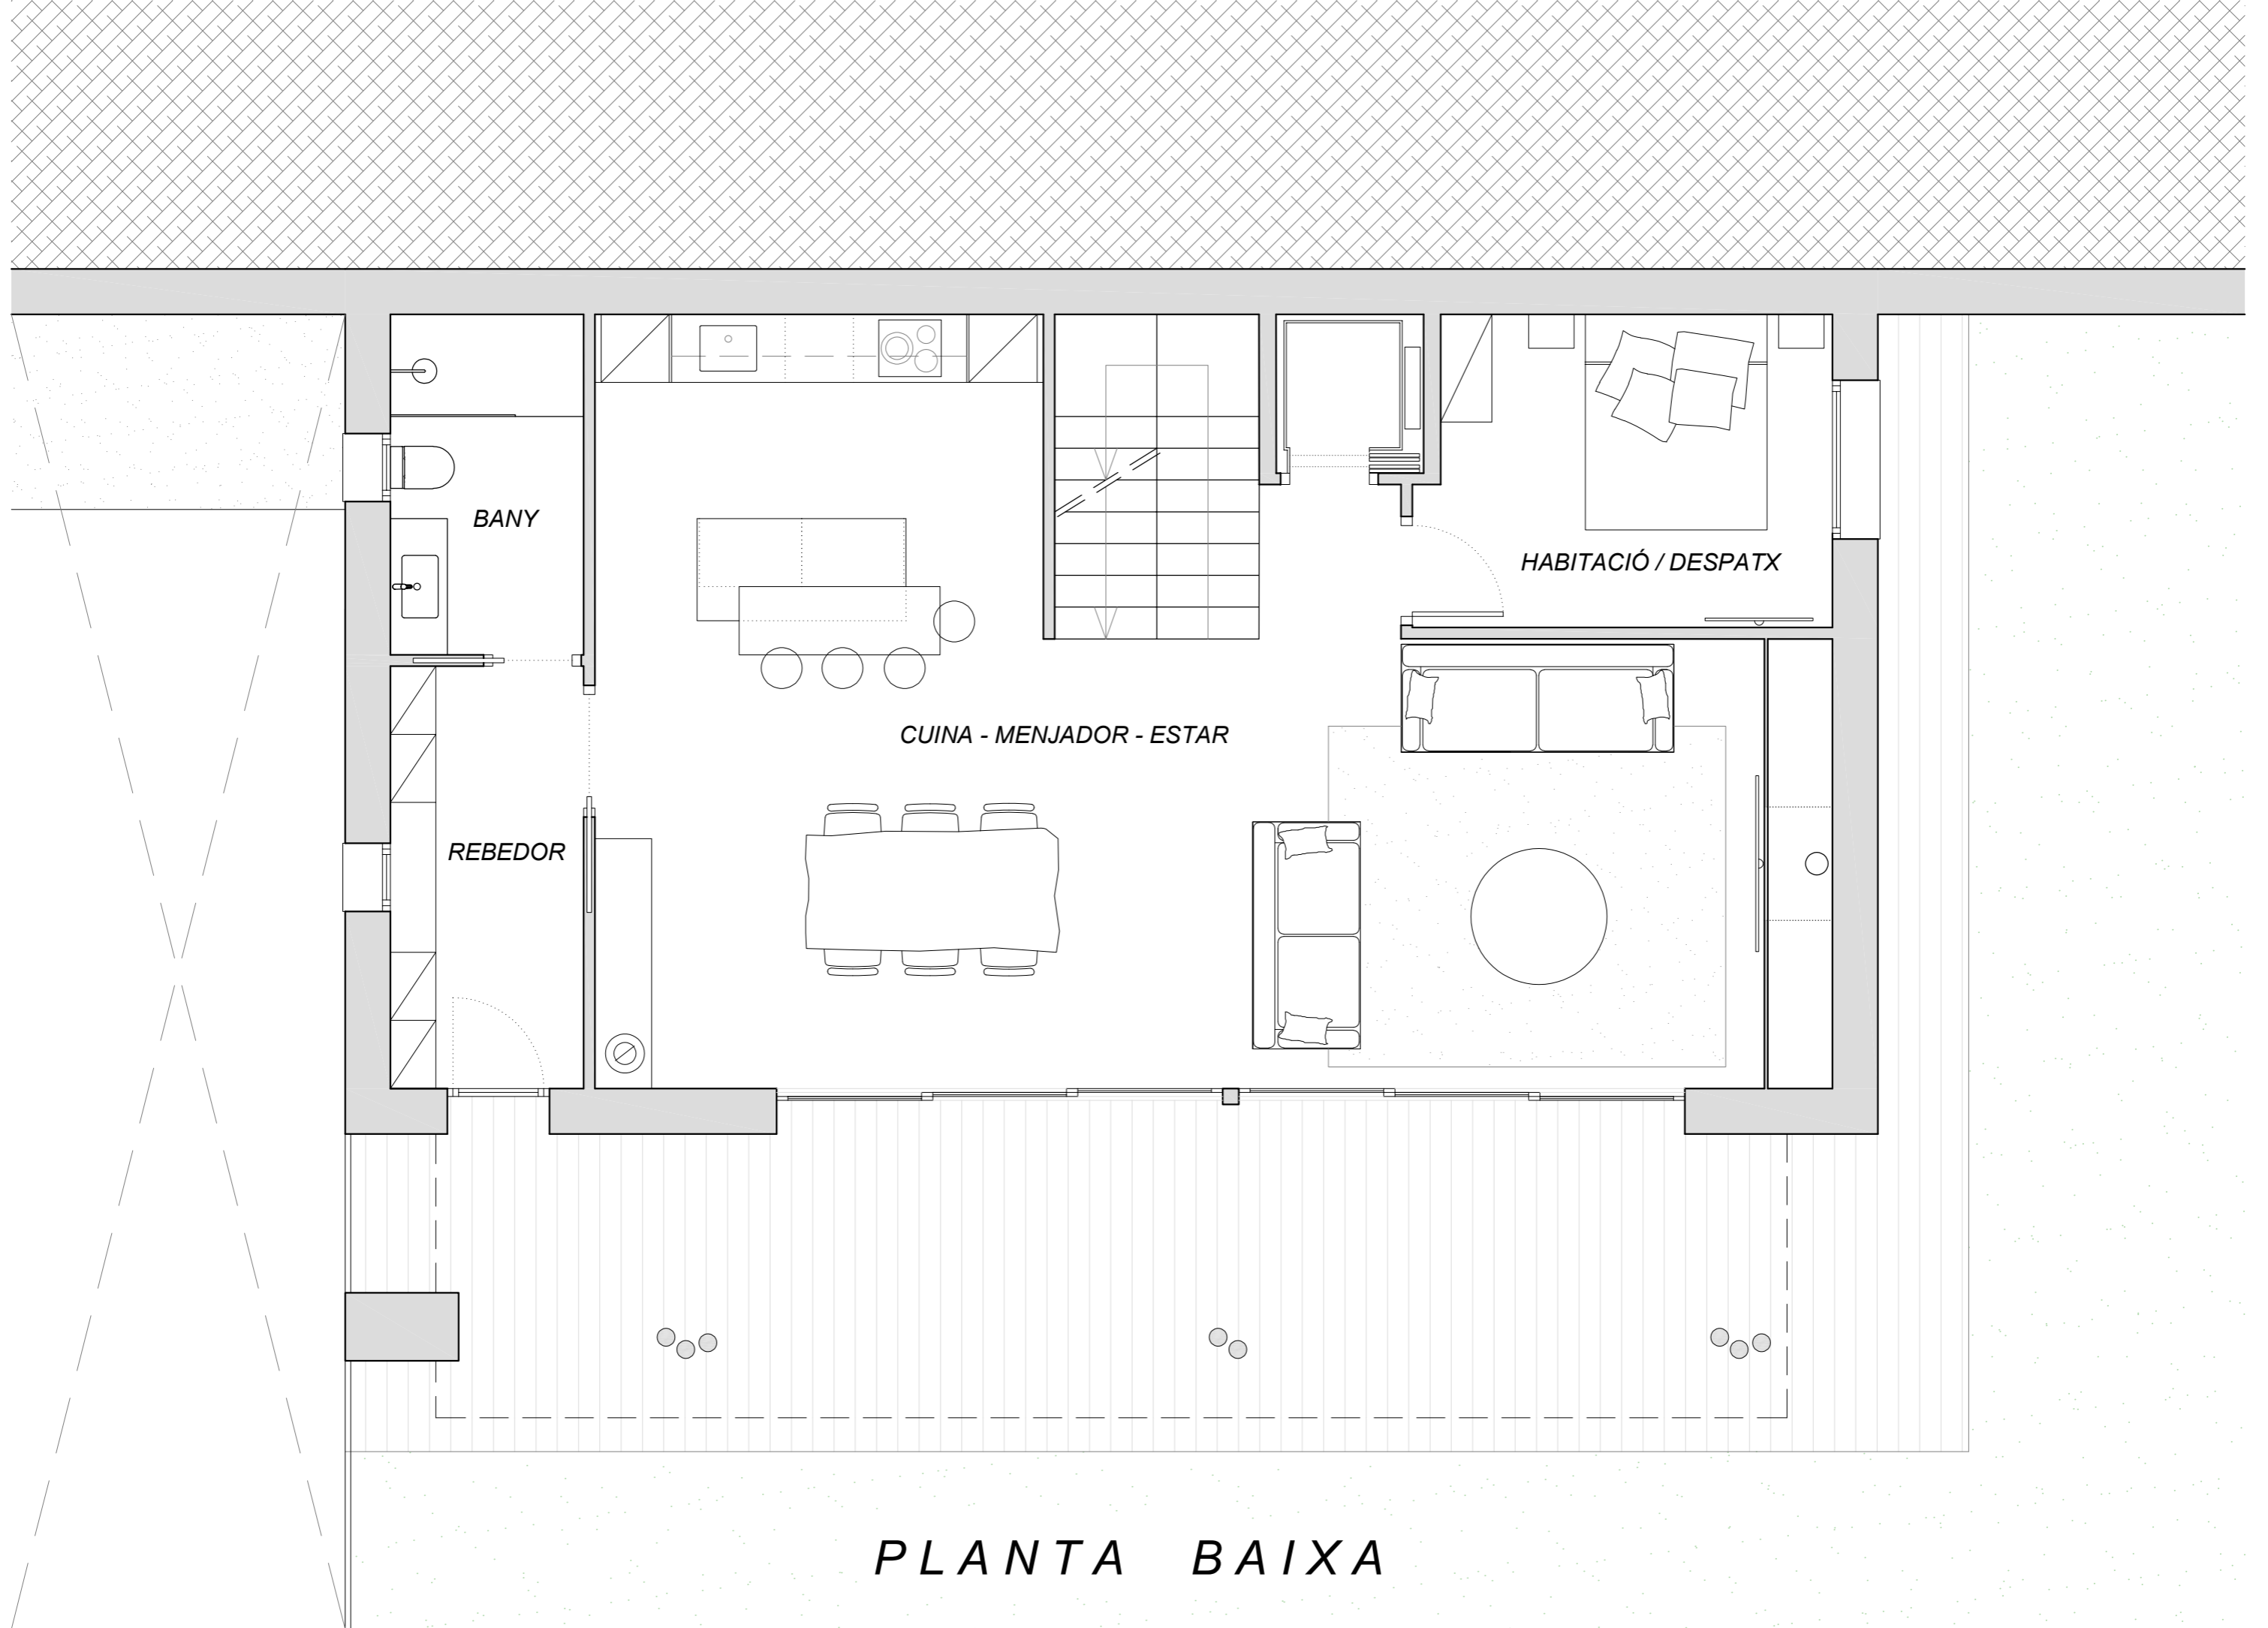 BANY
HABITACIÓ / DESPATX
CUINA - MENJADOR - ESTAR
REBEDOR
PLANTA BAIXA